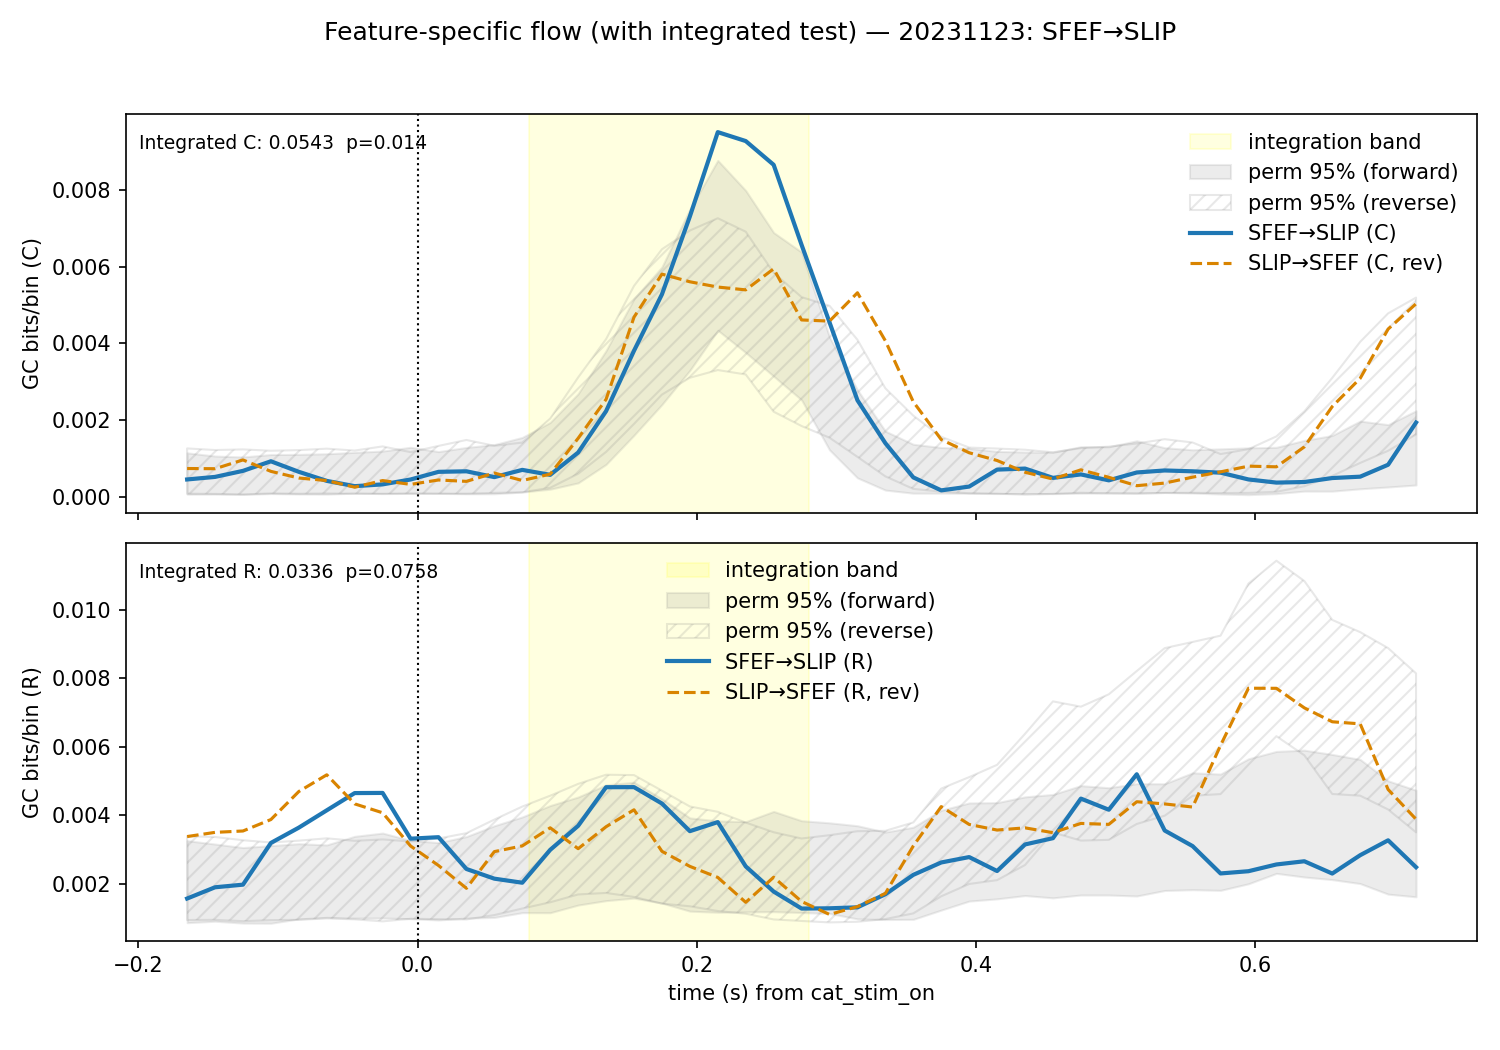 Feature-specific flow (with integrated test) — 20231123: SFEF→SLIP
Integrated C: 0.0543  p=0.014
integration band
perm 95% (forward)
perm 95% (reverse)
SFEF→SLIP (C)
SLIP→SFEF (C, rev)
GC bits/bin (C)
0.008
0.006
0.004
0.002
0.000
Integrated R: 0.0336  p=0.0758
integration band
perm 95% (forward)
perm 95% (reverse)
SFEF→SLIP (R)
SLIP→SFEF (R, rev)
GC bits/bin (R)
0.010
0.008
0.006
0.004
0.002
−0.2 0.0 0.2 0.4 0.6
time (s) from cat_stim_on